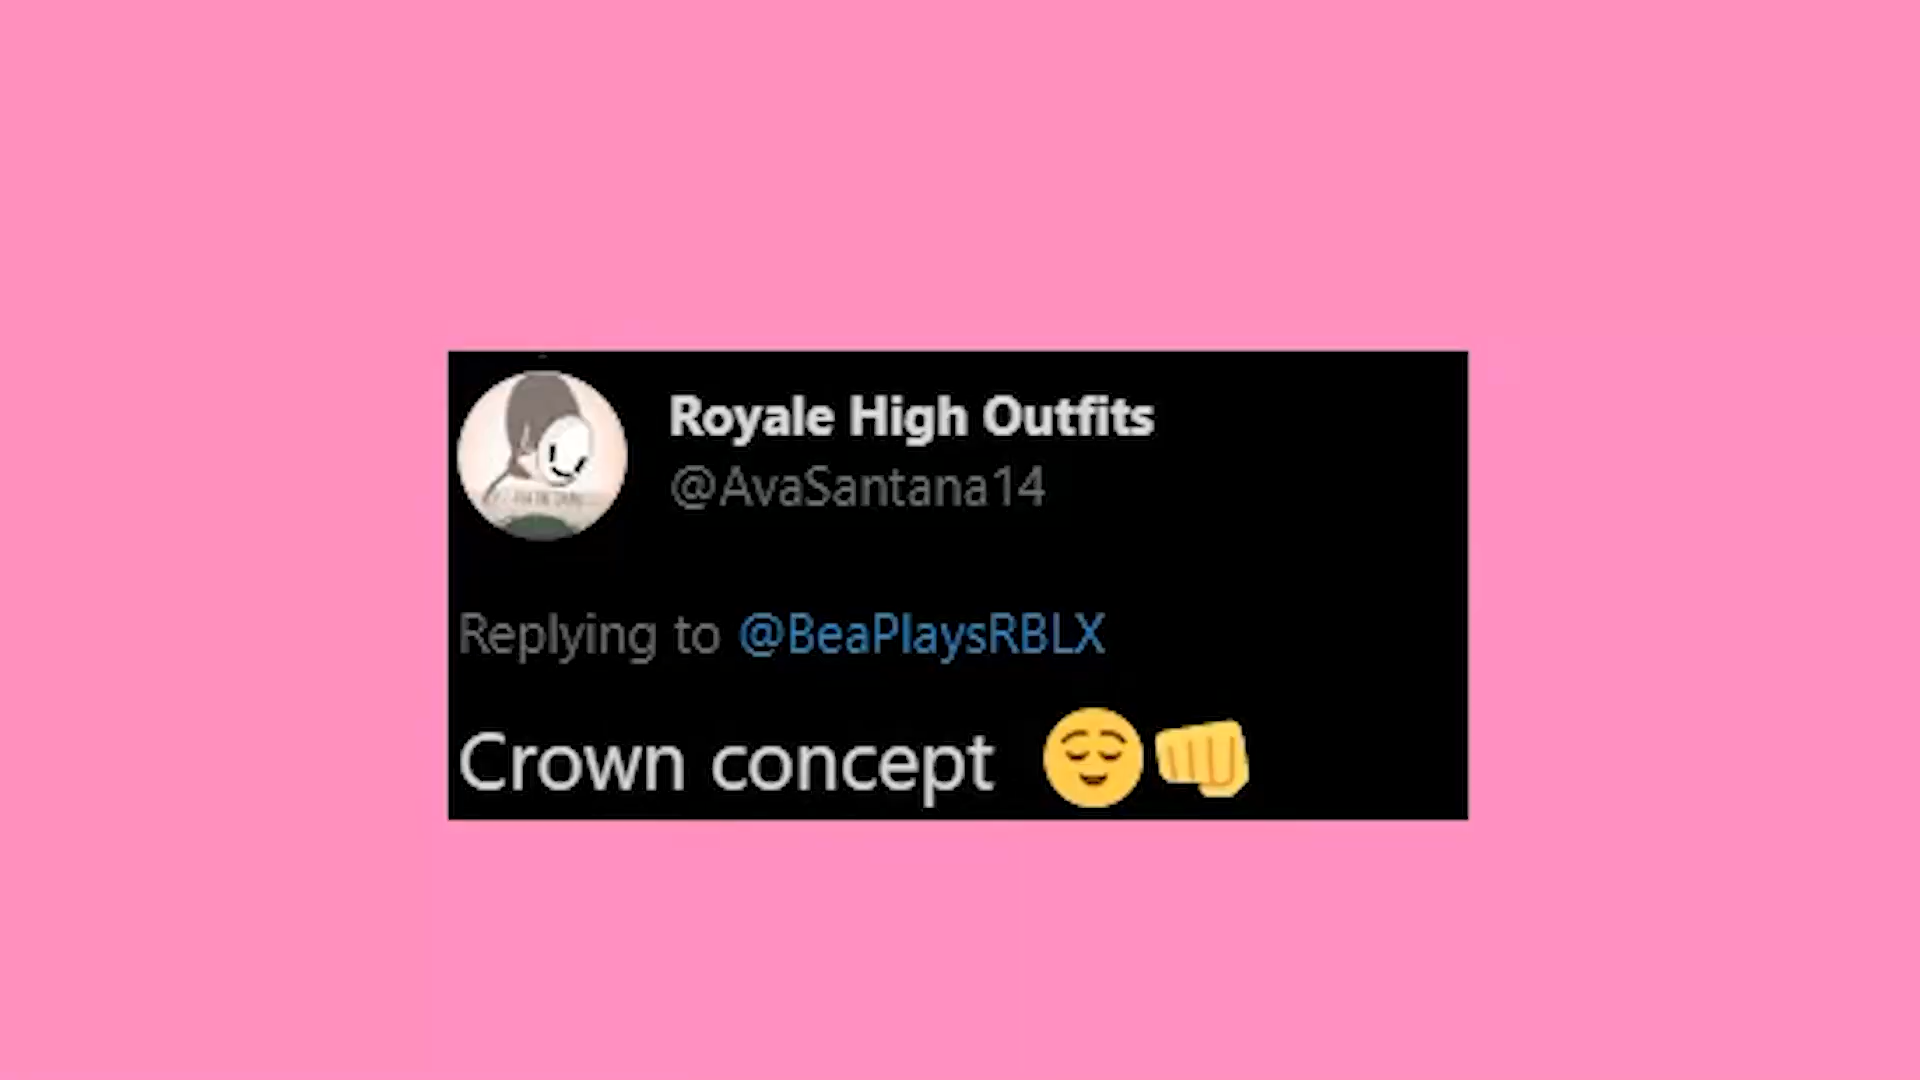 Royale High Outfits
@AvaSantana14
Replying to @BeaPlaysRBLX
Crown concept 😌👊